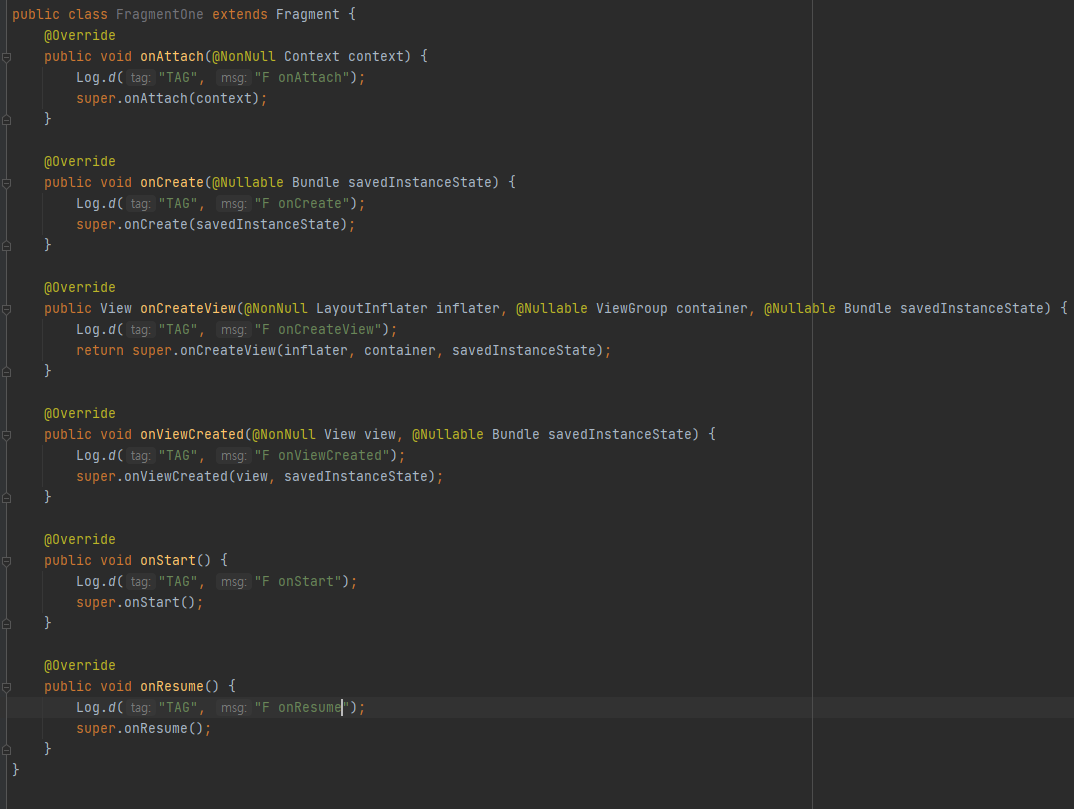 public class FragmentOne extends Fragment {
    @Override
    public void onAttach(@NonNull Context context) {
        Log.d( tag: "TAG",  msg: "F onAttach");
        super.onAttach(context);
    }

    @Override
    public void onCreate(@Nullable Bundle savedInstanceState) {
        Log.d( tag: "TAG",  msg: "F onCreate");
        super.onCreate(savedInstanceState);
    }

    @Override
    public View onCreateView(@NonNull LayoutInflater inflater, @Nullable ViewGroup container, @Nullable Bundle savedInstanceState) {
        Log.d( tag: "TAG",  msg: "F onCreateView");
        return super.onCreateView(inflater, container, savedInstanceState);
    }

    @Override
    public void onViewCreated(@NonNull View view, @Nullable Bundle savedInstanceState) {
        Log.d( tag: "TAG",  msg: "F onViewCreated");
        super.onViewCreated(view, savedInstanceState);
    }

    @Override
    public void onStart() {
        Log.d( tag: "TAG",  msg: "F onStart");
        super.onStart();
    }

    @Override
    public void onResume() {
        Log.d( tag: "TAG",  msg: "F onResume");
        super.onResume();
    }
}